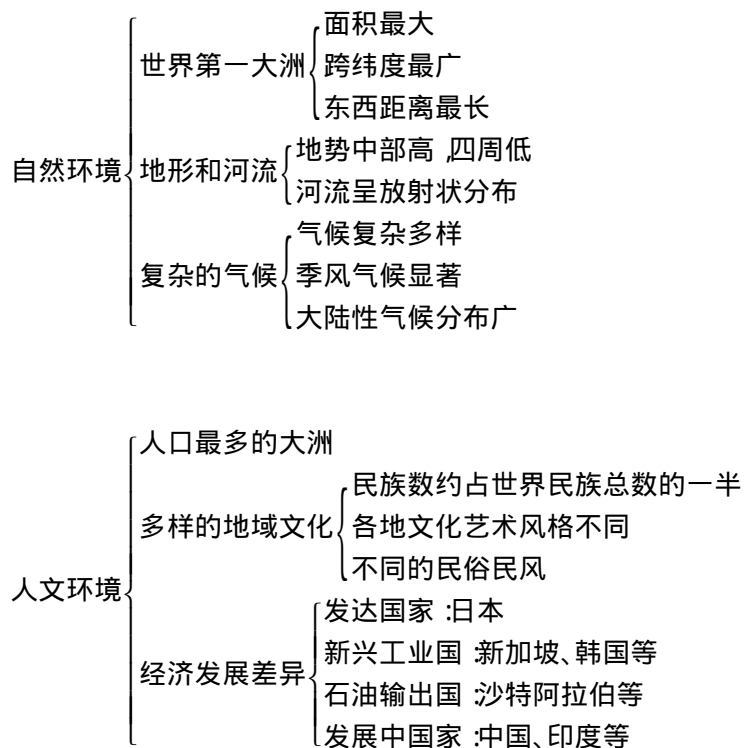 自然环境
世界第一大洲
面积最大
跨纬度最广
东西距离最长
地形和河流
地势中部高,四周低
河流呈放射状分布
复杂的气候
气候复杂多样
季风气候显著
大陆性气候分布广
人文环境
人口最多的大洲
多样的地域文化
民族数约占世界民族总数的一半
各地文化艺术风格不同
不同的民俗民风
经济发展差异
发达国家:日本
新兴工业国:新加坡、韩国等
石油输出国:沙特阿拉伯等
发展中国家:中国、印度等